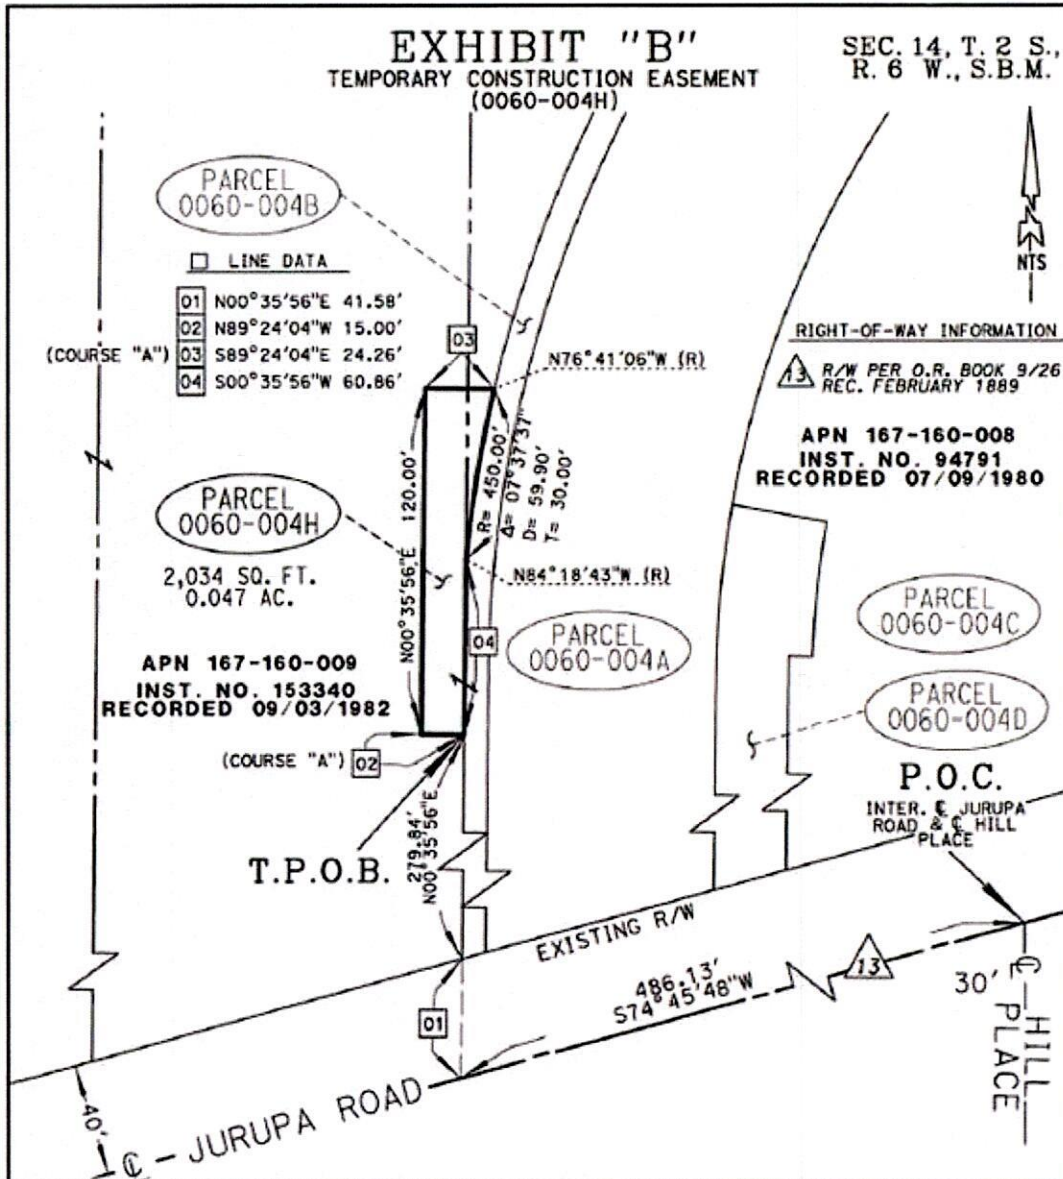 EXHIBIT "B"
TEMPORARY CONSTRUCTION EASEMENT
(0060-004H)
SEC. 14, T. 2 S.,
R. 6 W., S.B.M.
PARCEL
0060-004B
N
NTS
LINE DATA
01 N00°35'56"E 41.58'
02 N89°24'04"W 15.00'
(COURSE "A") 03 S89°24'04"E 24.26'
04 S00°35'56"W 60.86'
03
N76°41'06"W (R)
RIGHT-OF-WAY INFORMATION
13 R/W PER O.R. BOOK 9/26
REC. FEBRUARY 1889
APN 167-160-008
INST. NO. 94791
RECORDED 07/09/1980
PARCEL
0060-004H
2,034 SQ. FT.
0.047 AC.
N00°35'56"E 120.00'
R= 450.00'
Δ= 07°37'37"
D= 59.90'
T= 30.00'
N84°18'43"W (R)
04
PARCEL
0060-004A
PARCEL
0060-004C
PARCEL
0060-004D
APN 167-160-009
INST. NO. 153340
RECORDED 09/03/1982
(COURSE "A") 02
T.P.O.B.
279.84'
N00°35'56"E
P.O.C.
INTER. ℄ JURUPA
ROAD & ℄ HILL
PLACE
EXISTING R/W
486.13'
S74°45'48"W
13
30'
℄ HILL
PLACE
01
40'
℄ - JURUPA ROAD